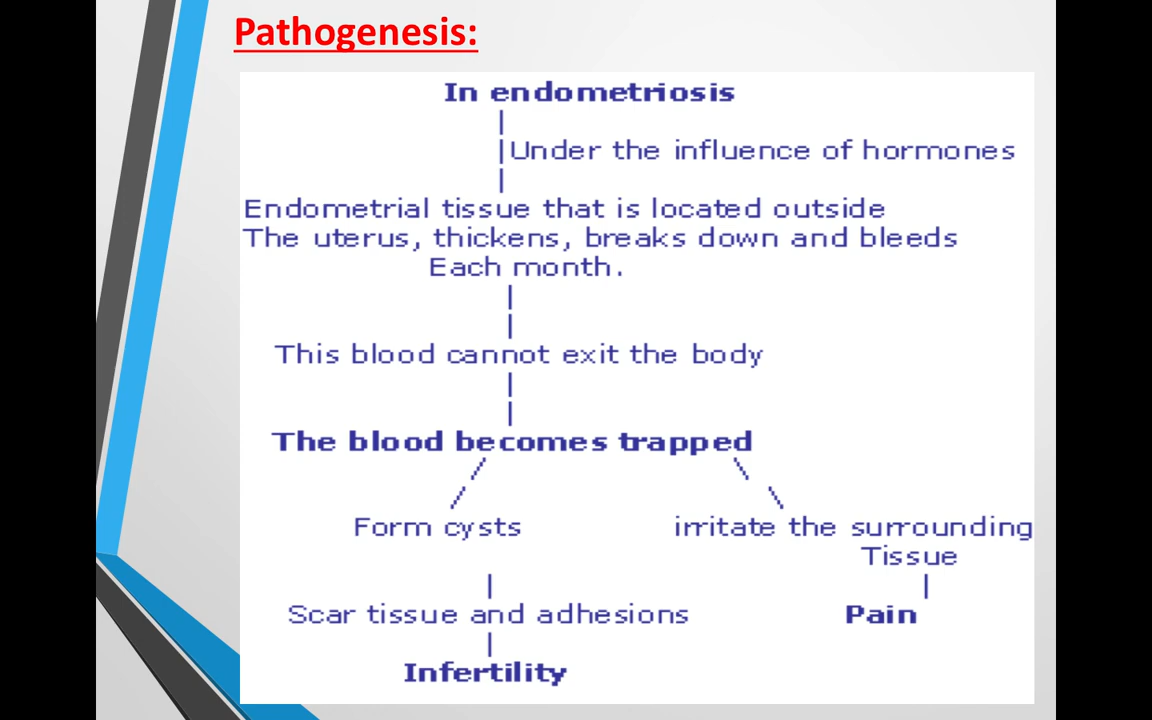 Pathogenesis:
In endometriosis
Under the influence of hormones
Endometrial tissue that is located outside
The uterus, thickens, breaks down and bleeds
Each month.
This blood cannot exit the body
The blood becomes trapped
Form cysts irritate the surrounding
Tissue
Scar tissue and adhesions Pain
Infertility